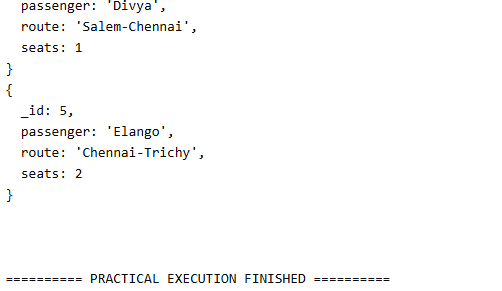 passenger: 'Divya',
route: 'Salem-Chennai',
seats: 1
}
{
_id: 5,
passenger: 'Elango',
route: 'Chennai-Trichy',
seats: 2
}
========== PRACTICAL EXECUTION FINISHED ==========